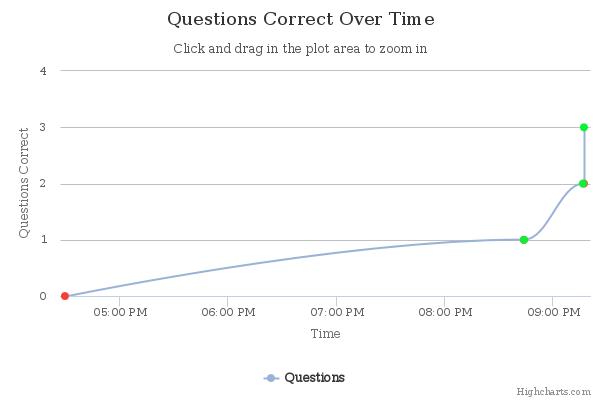 Questions Correct Over Time
Click and drag in the plot area to zoom in
Questions Correct
4
3
2
1
0
05:00 PM 06:00 PM 07:00 PM 08:00 PM 09:00 PM
Time
Questions
Highcharts.com